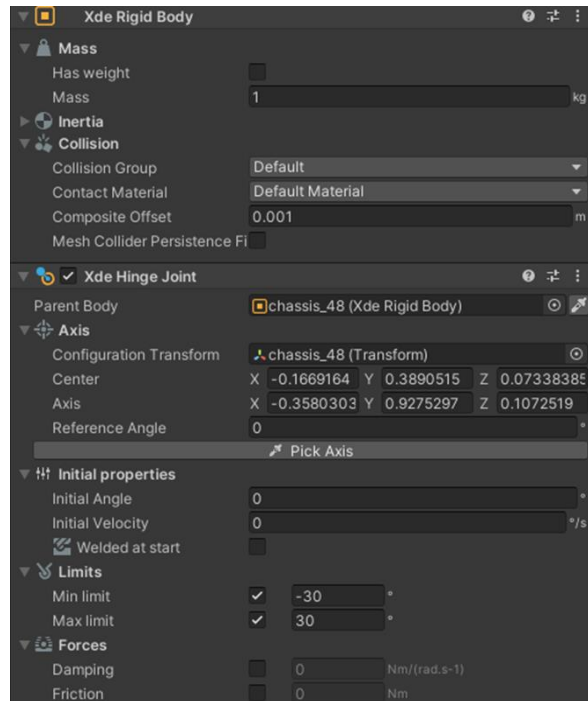 Xde Rigid Body
Mass
Has weight
Mass 1 kg
Inertia
Collision
Collision Group Default
Contact Material Default Material
Composite Offset 0.001 m
Mesh Collider Persistence Fi
Xde Hinge Joint
Parent Body chassis_48 (Xde Rigid Body)
Axis
Configuration Transform chassis_48 (Transform)
Center X -0.1669164 Y 0.3890515 Z 0.07338385
Axis X -0.3580303 Y 0.9275297 Z 0.1072519
Reference Angle 0 °
Pick Axis
Initial properties
Initial Angle 0 °
Initial Velocity 0 °/s
Welded at start
Limits
Min limit -30 °
Max limit 30 °
Forces
Damping 0 Nm/(rad.s-1)
Friction 0 Nm